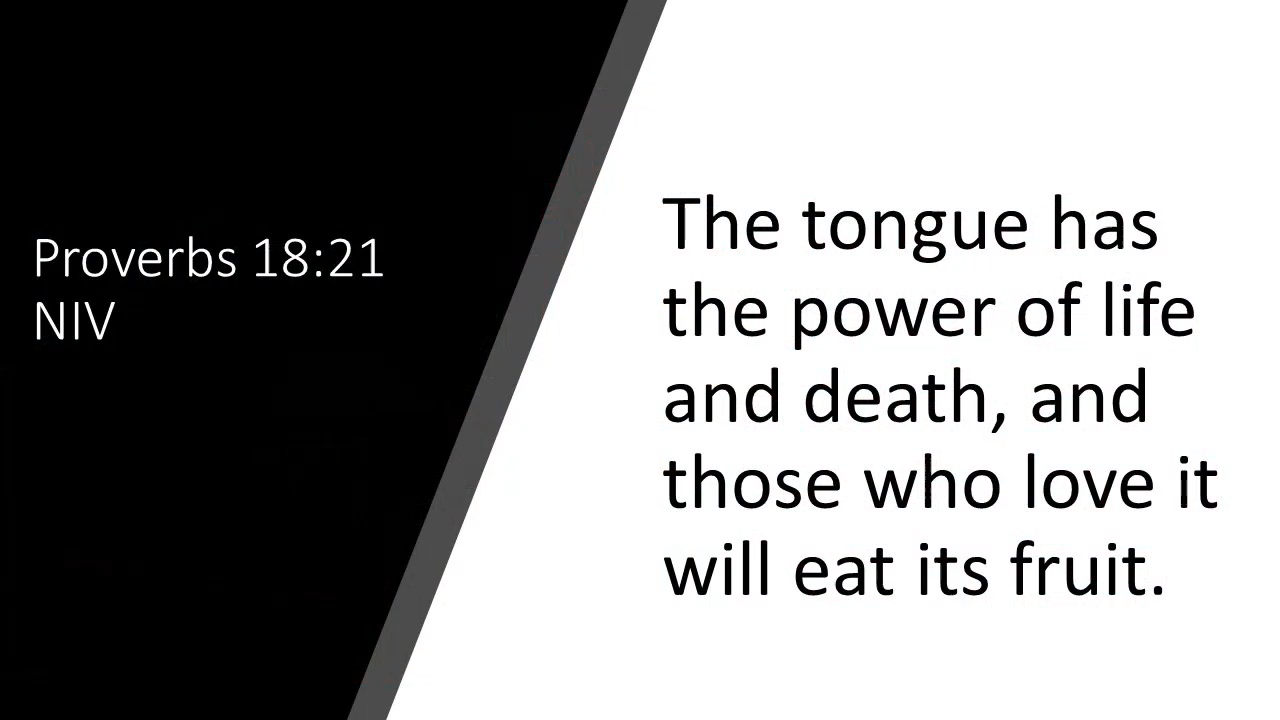 Proverbs 18:21
NIV
The tongue has
the power of life
and death, and
those who love it
will eat its fruit.